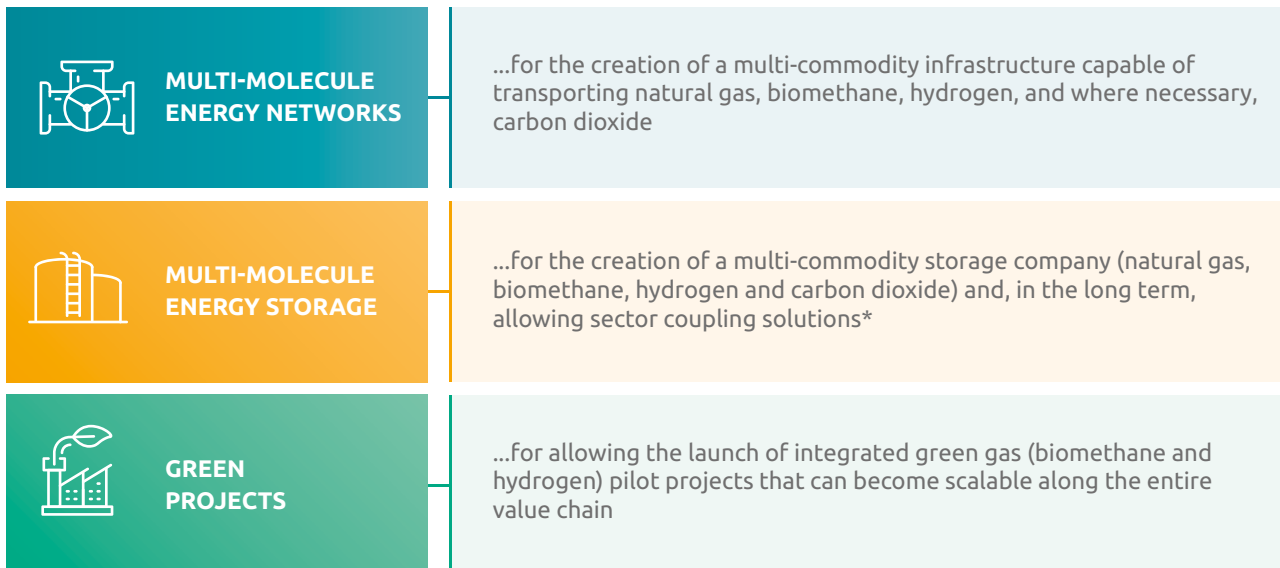 MULTI-MOLECULE
ENERGY NETWORKS
...for the creation of a multi-commodity infrastructure capable of
transporting natural gas, biomethane, hydrogen, and where necessary,
carbon dioxide
MULTI-MOLECULE
ENERGY STORAGE
...for the creation of a multi-commodity storage company (natural gas,
biomethane, hydrogen and carbon dioxide) and, in the long term,
allowing sector coupling solutions*
GREEN
PROJECTS
...for allowing the launch of integrated green gas (biomethane and
hydrogen) pilot projects that can become scalable along the entire
value chain